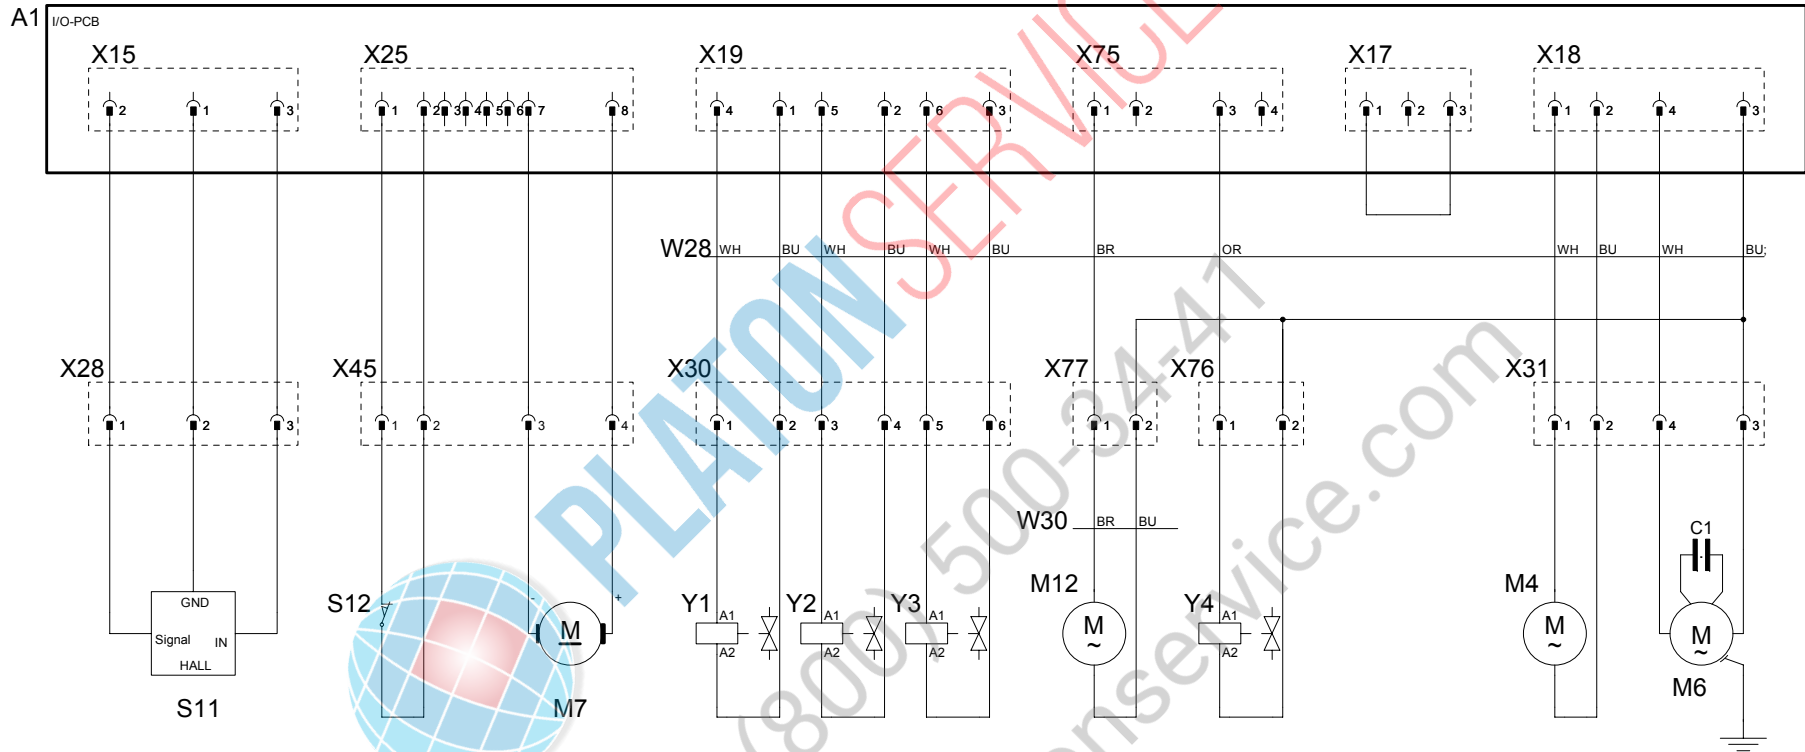 A1 I/O-PCB
X15 X25 X19 X75 X17 X18
2 1 3 1 2 3 4 5 6 7 8 4 1 5 2 6 3 1 2 3 4 1 2 3 1 2 4 3
W28 WH BU WH BU WH BU BR OR WH BU WH BU;
X28 X45 X30 X77 X76 X31
1 2 3 1 2 3 4 1 2 3 4 5 6 1 2 1 2 1 2 4 3
W30 BR BU
C1
GND
Signal IN
HALL
S11
S12
- +
M
M7
Y1 A1 A2
Y2 A1 A2
Y3 A1 A2
M12
M
~
Y4 A1 A2
M4
M
~
M
~
M6
PLATONSERVICE
(800) 500-34-41
nservice.com